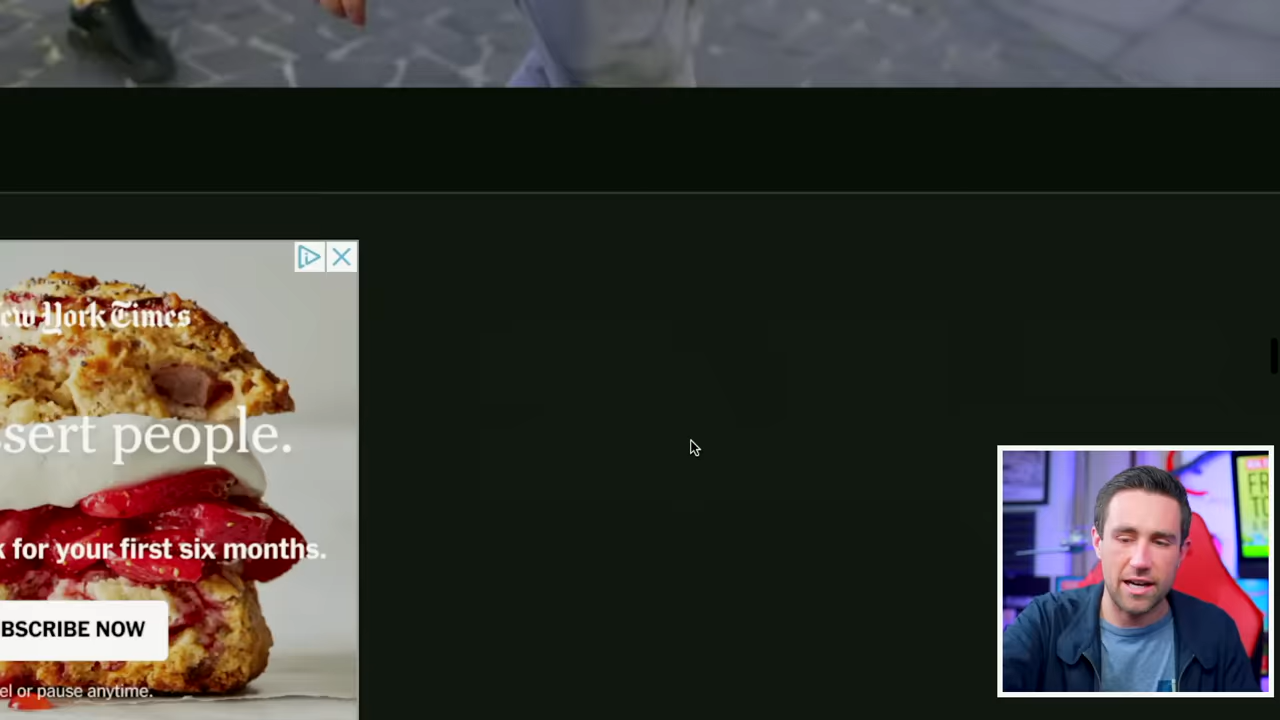 ew York Times
ssert people.
k for your first six months.
BSCRIBE NOW
el or pause anytime.